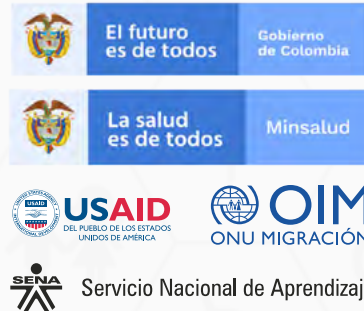 El futuro
es de todos
Gobierno
de Colombia
La salud
es de todos
Minsalud
USAID
USAID
DEL PUEBLO DE LOS ESTADOS
UNIDOS DE AMÉRICA
OIM
ONU MIGRACIÓN
SENA
Servicio Nacional de Aprendizaj